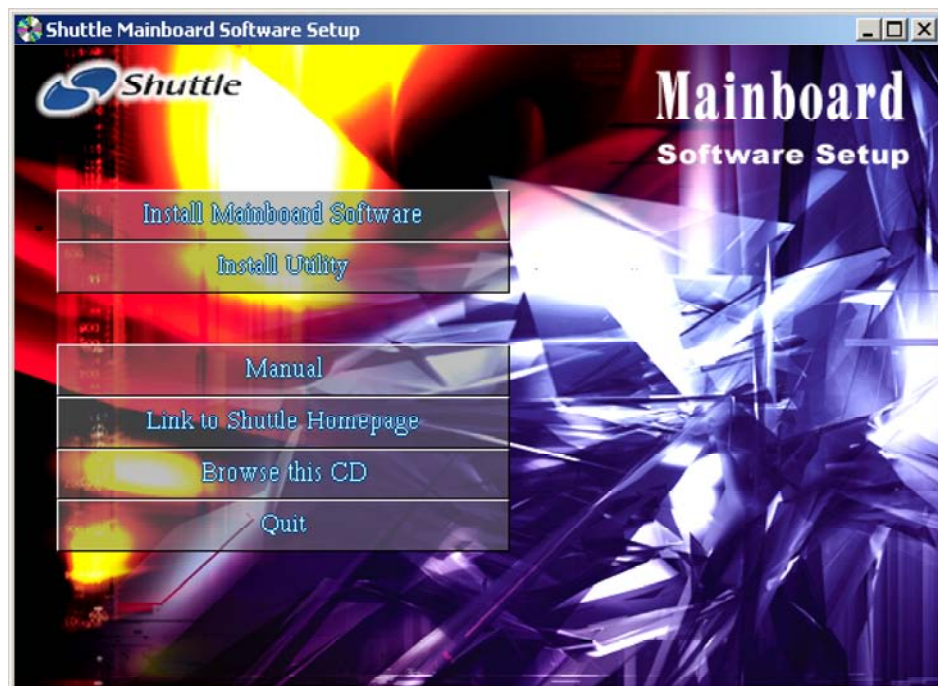 Shuttle Mainboard Software Setup
Shuttle
Mainboard
Software Setup
Install Mainboard Software
Install Utility
Manual
Link to Shuttle Homepage
Browse this CD
Quit